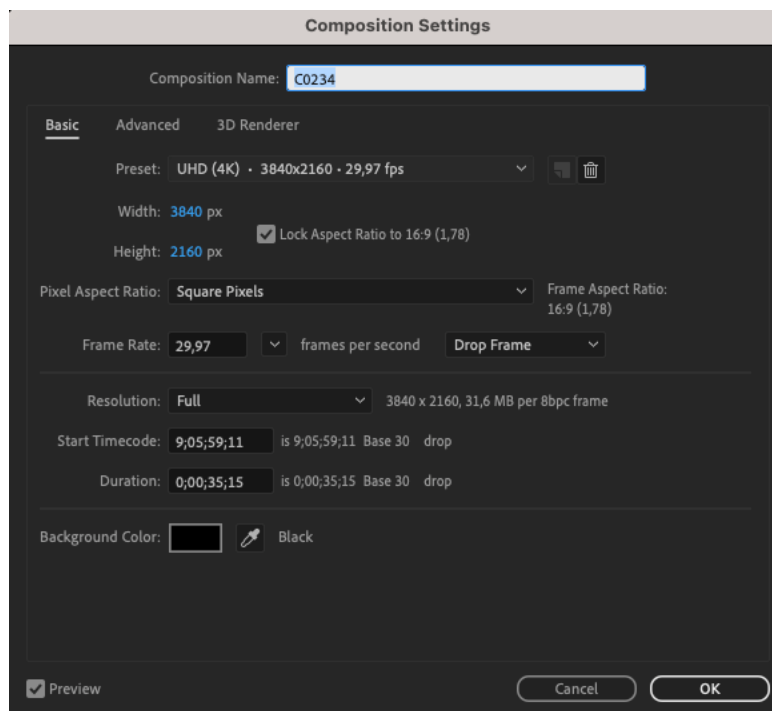 Composition Settings
Composition Name: C0234
Basic Advanced 3D Renderer
Preset: UHD (4K) • 3840x2160 • 29,97 fps
Width: 3840 px
Lock Aspect Ratio to 16:9 (1,78)
Height: 2160 px
Pixel Aspect Ratio: Square Pixels
Frame Aspect Ratio:
16:9 (1,78)
Frame Rate: 29,97 frames per second Drop Frame
Resolution: Full 3840 x 2160, 31,6 MB per 8bpc frame
Start Timecode: 9;05;59;11 is 9;05;59;11 Base 30 drop
Duration: 0;00;35;15 is 0;00;35;15 Base 30 drop
Background Color: Black
Preview Cancel OK